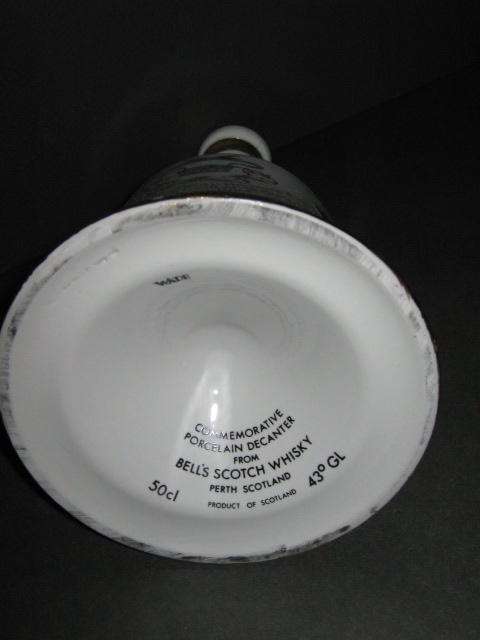 WADE
COMMEMORATIVE
PORCELAIN DECANTER
FROM
BELL'S SCOTCH WHISKY
PERTH SCOTLAND
50cl PRODUCT OF SCOTLAND 43° GL